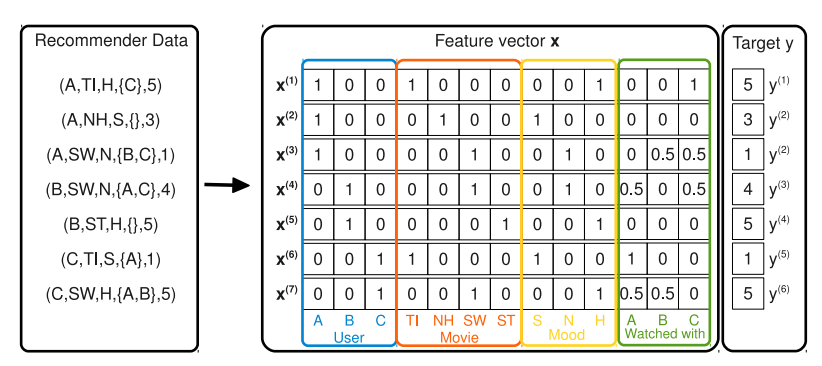 Recommender Data
(A,TI,H,{C},5)
(A,NH,S,{},3)
(A,SW,N,{B,C},1)
(B,SW,N,{A,C},4)
(B,ST,H,{},5)
(C,TI,S,{A},1)
(C,SW,H,{A,B},5)
Feature vector x
x(1) 1 0 0 1 0 0 0 0 0 1 0 0 1
x(2) 1 0 0 0 1 0 0 1 0 0 0 0 0
x(3) 1 0 0 0 0 1 0 0 1 0 0 0.5 0.5
x(4) 0 1 0 0 0 1 0 0 1 0 0.5 0 0.5
x(5) 0 1 0 0 0 0 1 0 0 1 0 0 0
x(6) 0 0 1 1 0 0 0 1 0 0 1 0 0
x(7) 0 0 1 0 0 1 0 0 0 1 0.5 0.5 0
A B C TI NH SW ST S N H A B C
User Movie Mood Watched with
Target y
5 y(1)
3 y(2)
1 y(2)
4 y(3)
5 y(4)
1 y(5)
5 y(6)